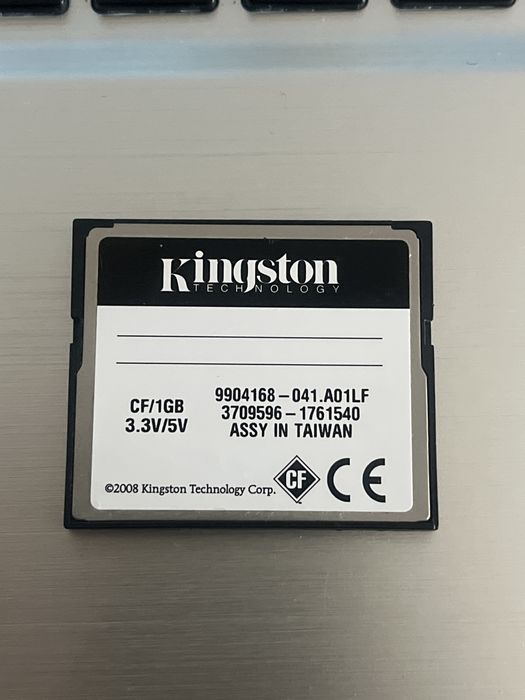 Kingston
TECHNOLOGY
CF/1GB
3.3V/5V
9904168-041.A01LF
3709596-1761540
ASSY IN TAIWAN
©2008 Kingston Technology Corp.
CF
CE